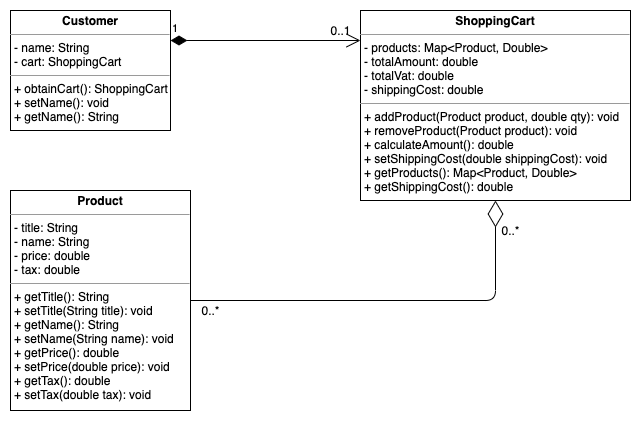 Customer
- name: String
- cart: ShoppingCart
+ obtainCart(): ShoppingCart
+ setName(): void
+ getName(): String
1
0..1
ShoppingCart
- products: Map<Product, Double>
- totalAmount: double
- totalVat: double
- shippingCost: double
+ addProduct(Product product, double qty): void
+ removeProduct(Product product): void
+ calculateAmount(): double
+ setShippingCost(double shippingCost): void
+ getProducts(): Map<Product, Double>
+ getShippingCost(): double
0..*
Product
- title: String
- name: String
- price: double
- tax: double
+ getTitle(): String
+ setTitle(String title): void
+ getName(): String
+ setName(String name): void
+ getPrice(): double
+ setPrice(double price): void
+ getTax(): double
+ setTax(double tax): void
0..*